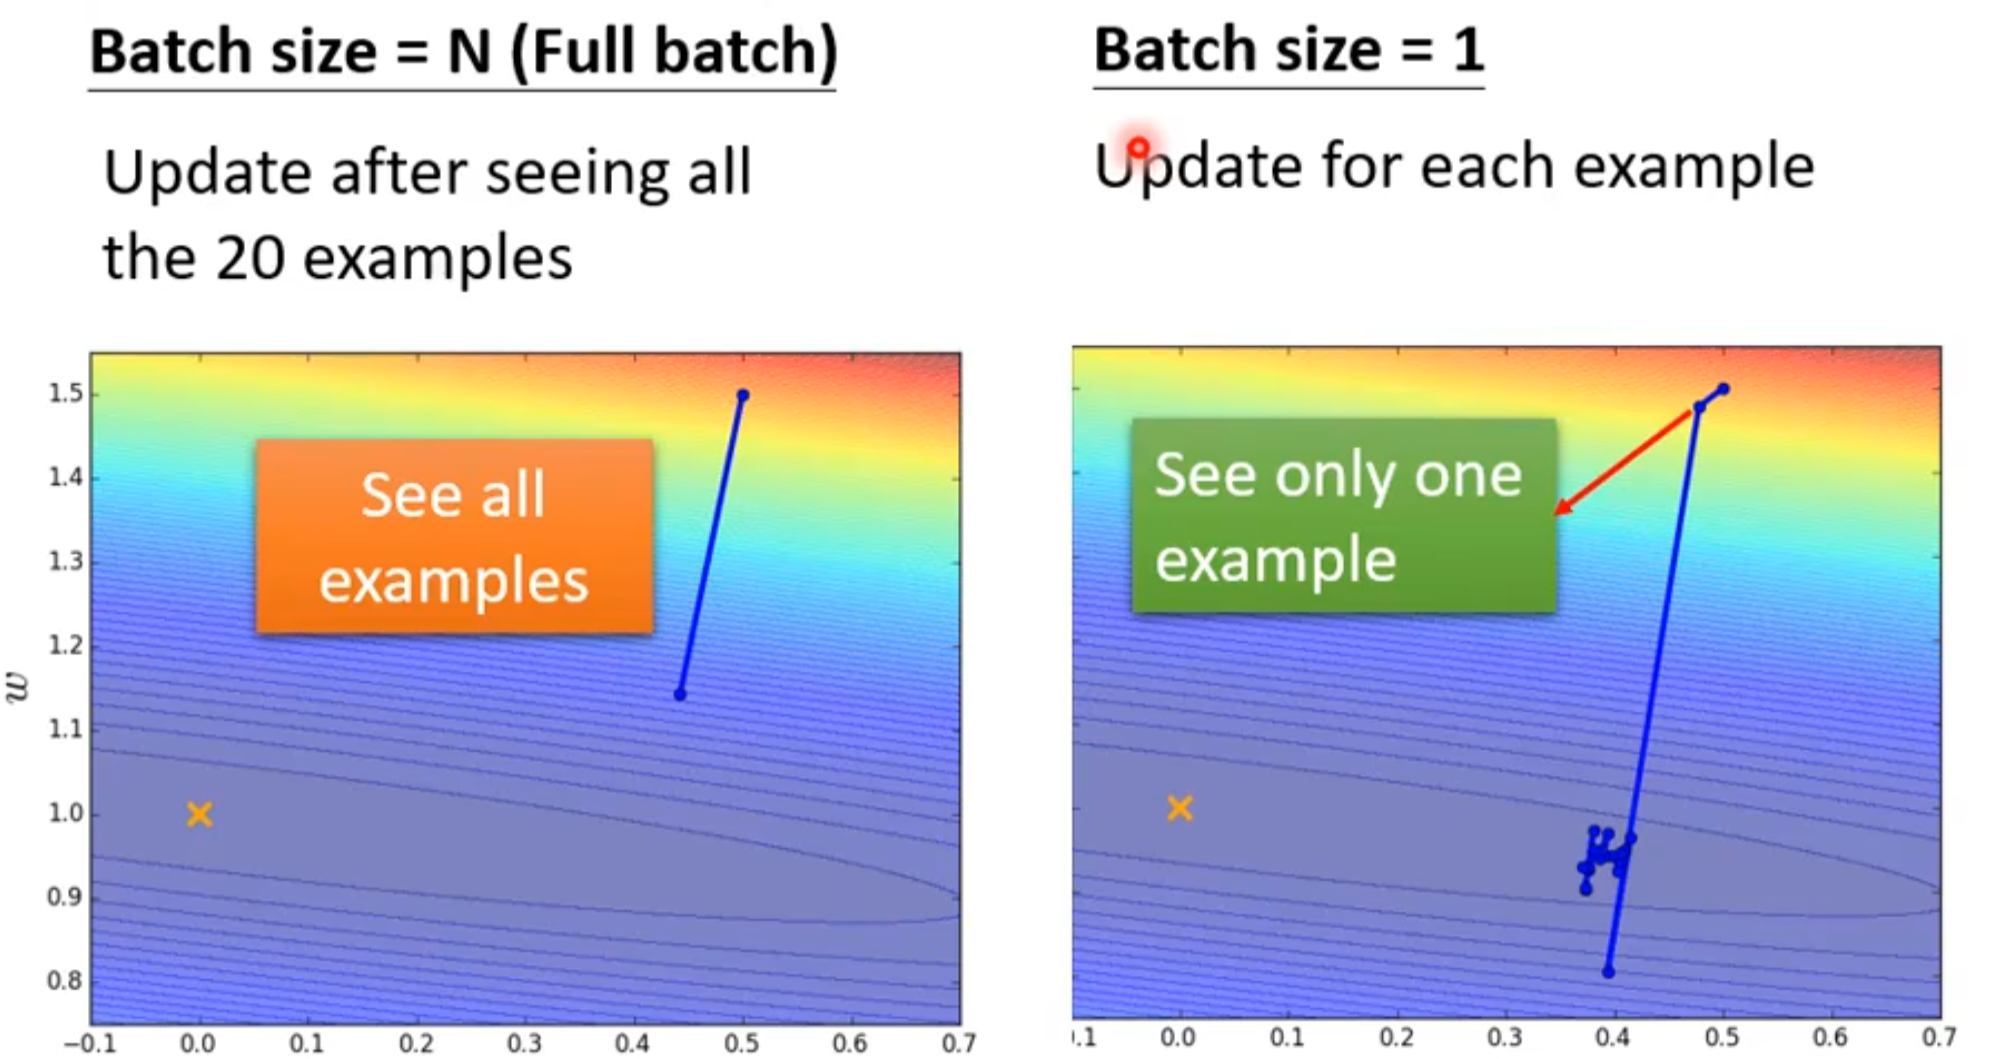 Batch size = N (Full batch)
Update after seeing all
the 20 examples
See all
examples
1.5
1.4
1.3
1.2
1.1
1.0
0.9
0.8
w
−0.1 0.0 0.1 0.2 0.3 0.4 0.5 0.6 0.7
Batch size = 1
Update for each example
See only one
example
0.0 0.1 0.2 0.3 0.4 0.5 0.6 0.7